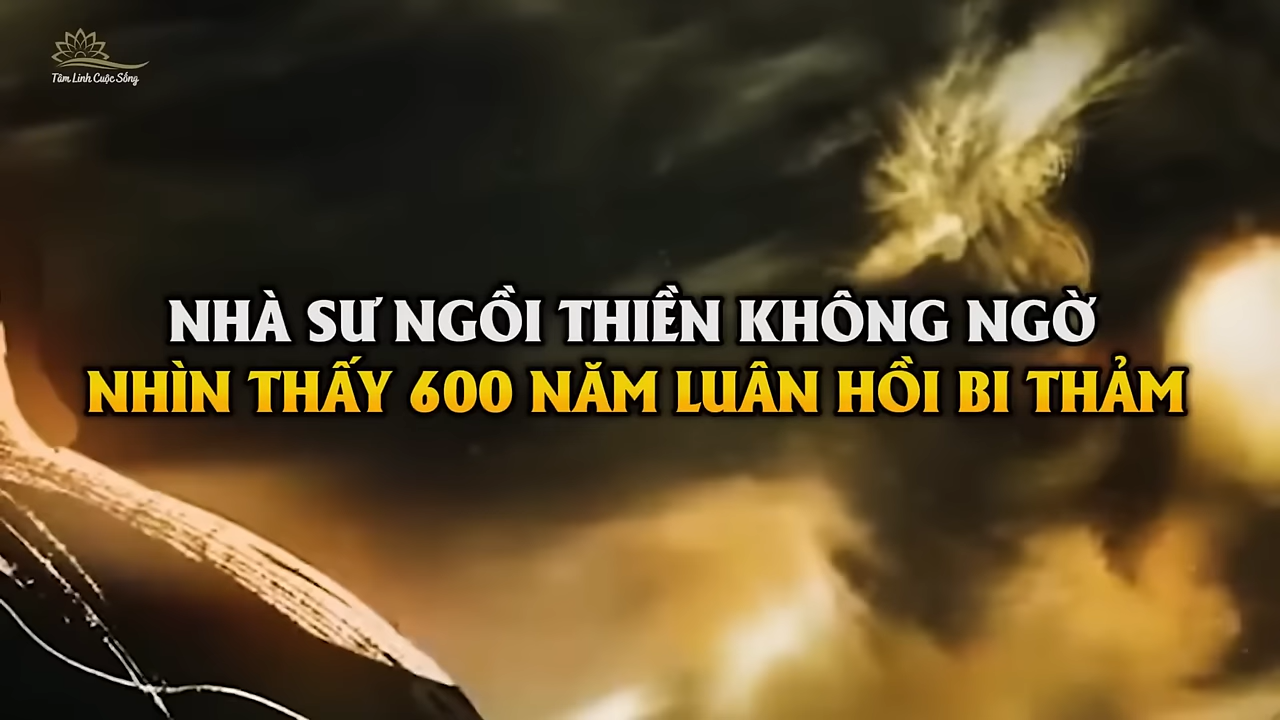 Tâm Linh Cuộc Sống
NHÀ SƯ NGỒI THIỀN KHÔNG NGỜ
NHÌN THẤY 600 NĂM LUÂN HỒI BI THẢM